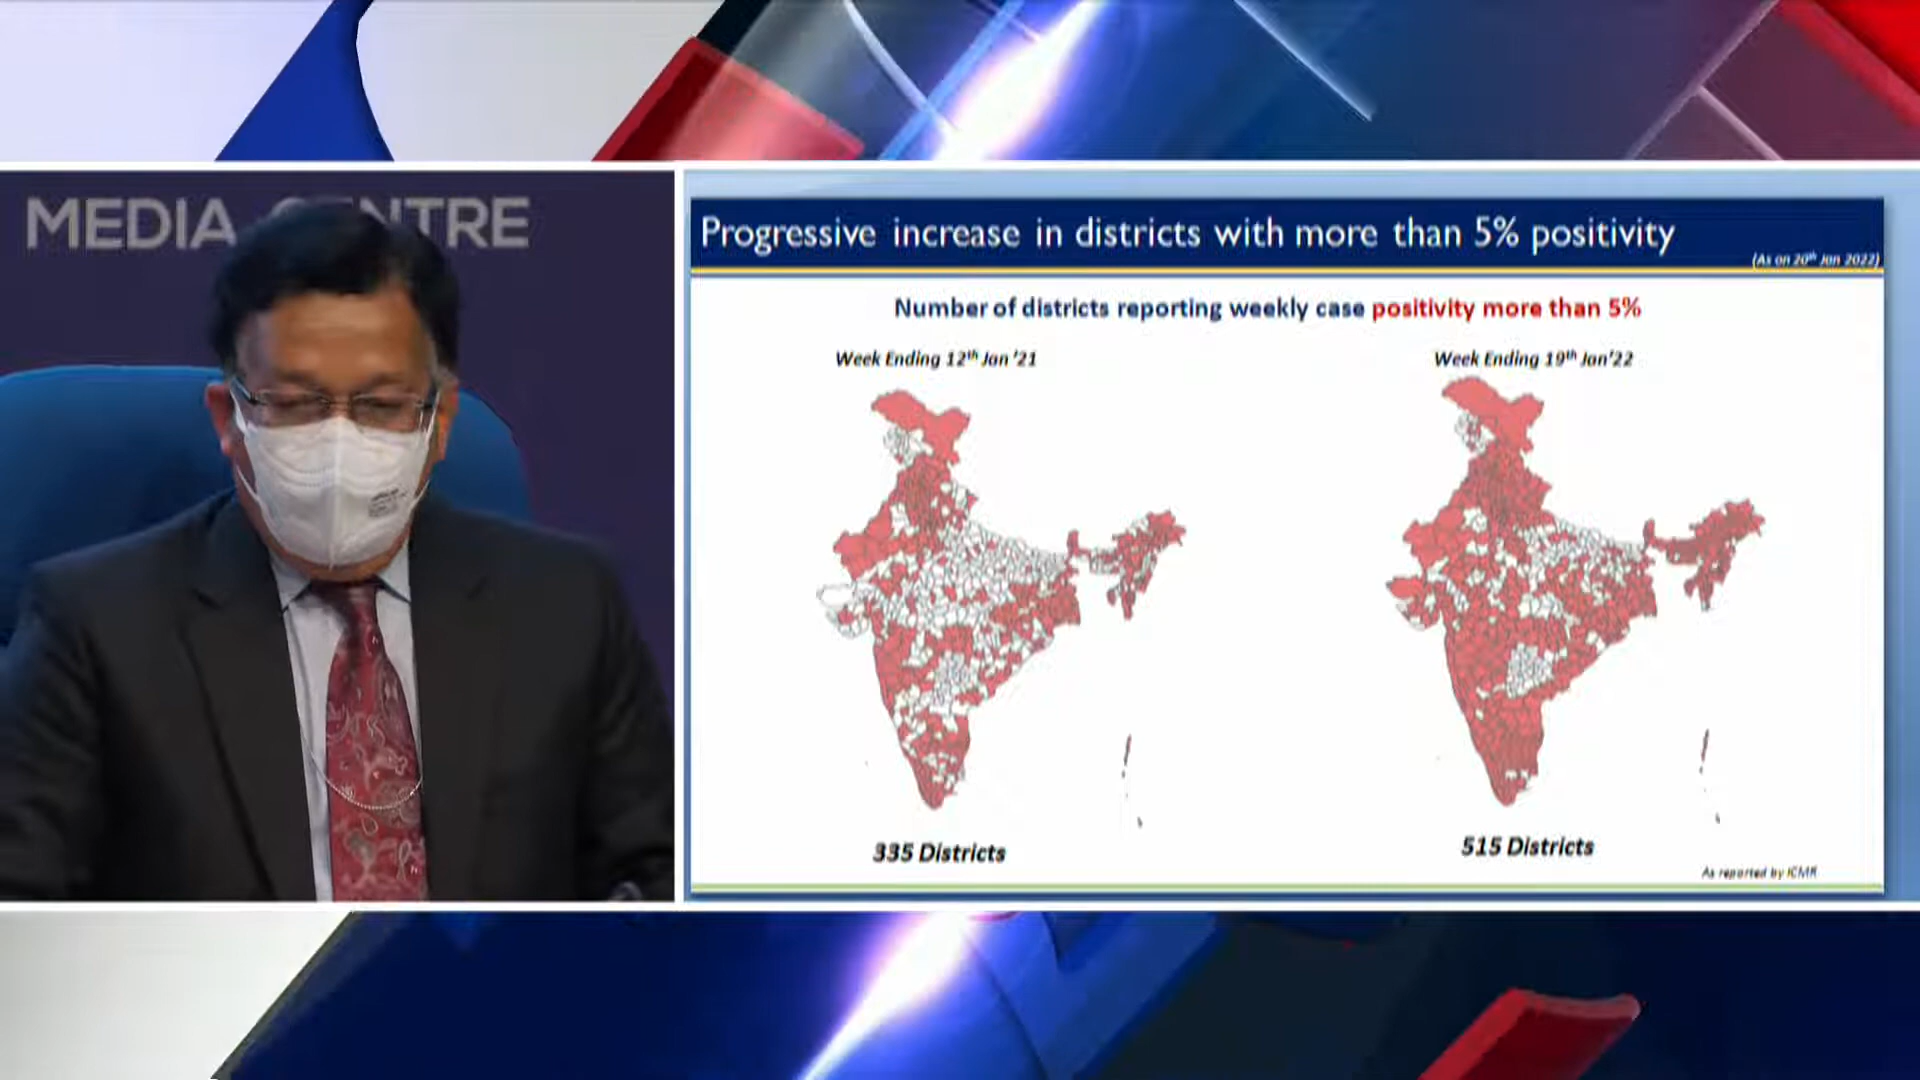 MEDIA CENTRE
Progressive increase in districts with more than 5% positivity
(As on 20th Jan 2022)
Number of districts reporting weekly case positivity more than 5%
Week Ending 12th Jan '21
Week Ending 19th Jan'22
335 Districts
515 Districts
As reported by ICMR